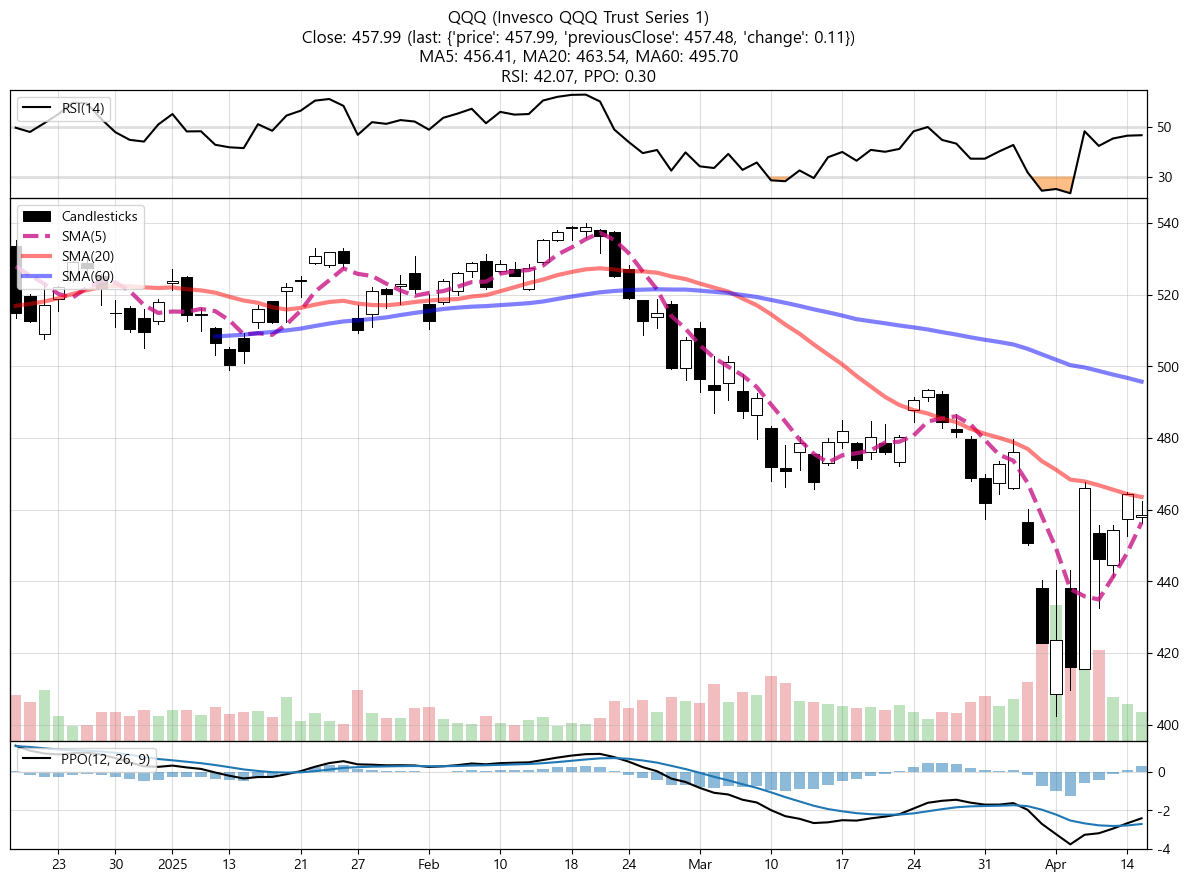 QQQ (Invesco QQQ Trust Series 1)
Close: 457.99 (last: {'price': 457.99, 'previousClose': 457.48, 'change': 0.11})
MA5: 456.41, MA20: 463.54, MA60: 495.70
RSI: 42.07, PPO: 0.30
RSI(14)
50
30
Candlesticks
SMA(5)
SMA(20)
SMA(60)
540
520
500
480
460
440
420
400
PPO(12, 26, 9)
0
-2
-4
23 30 2025 13 21 27 Feb 10 18 24 Mar 10 17 24 31 Apr 14